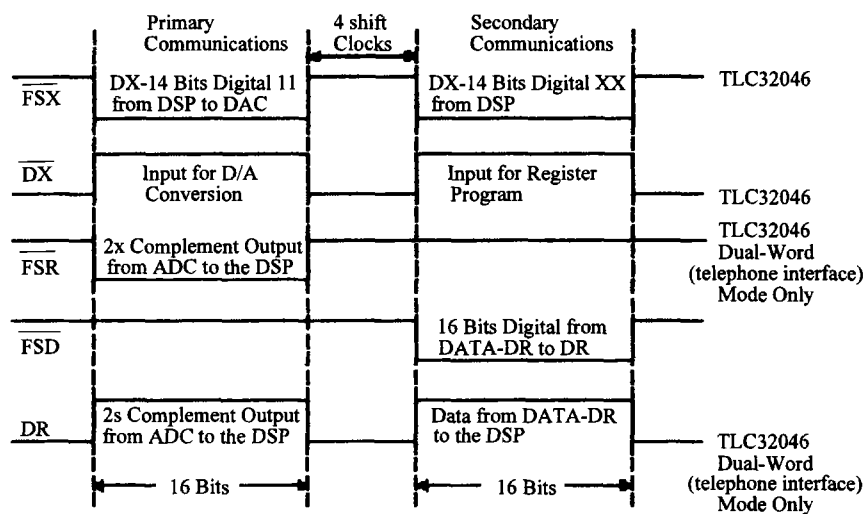 Primary
Communications
4 shift
Clocks
Secondary
Communications
FSX
DX-14 Bits Digital 11
from DSP to DAC
DX-14 Bits Digital XX
from DSP
TLC32046
DX
Input for D/A
Conversion
Input for Register
Program
TLC32046
FSR
2x Complement Output
from ADC to the DSP
TLC32046
Dual-Word
(telephone interface)
Mode Only
FSD
16 Bits Digital from
DATA-DR to DR
DR
2s Complement Output
from ADC to the DSP
Data from DATA-DR
to the DSP
TLC32046
Dual-Word
(telephone interface)
Mode Only
16 Bits
16 Bits